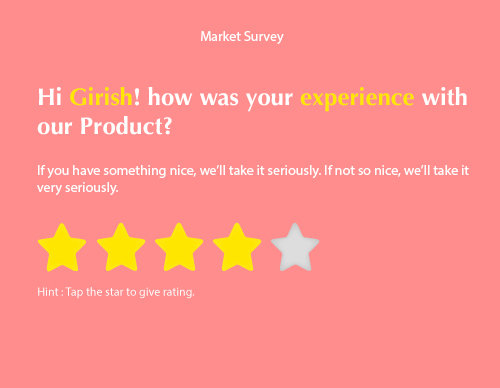 Market Survey
Hi Girish! how was your experience with
our Product?
If you have something nice, we’ll take it seriously. If not so nice, we’ll take it
very seriously.
Hint : Tap the star to give rating.